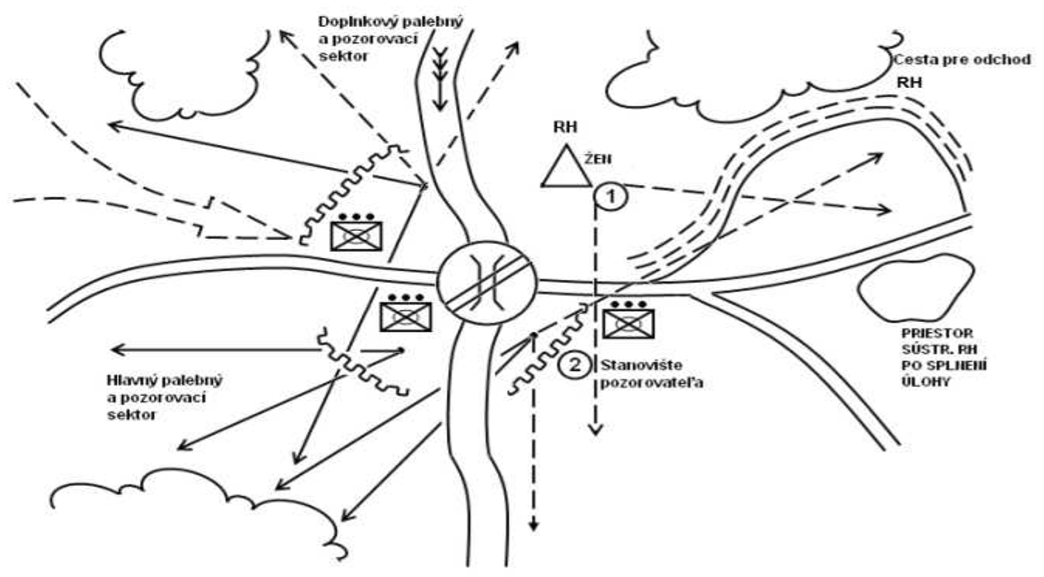 Doplnkový palebný
a pozorovací
sektor
Cesta pre odchod
RH
RH
ŽEN
1
Hlavný palebný
a pozorovací
sektor
2
Stanovište
pozorovateľa
PRIESTOR
SÚSTR. RH
PO SPLNENÍ
ÚLOHY